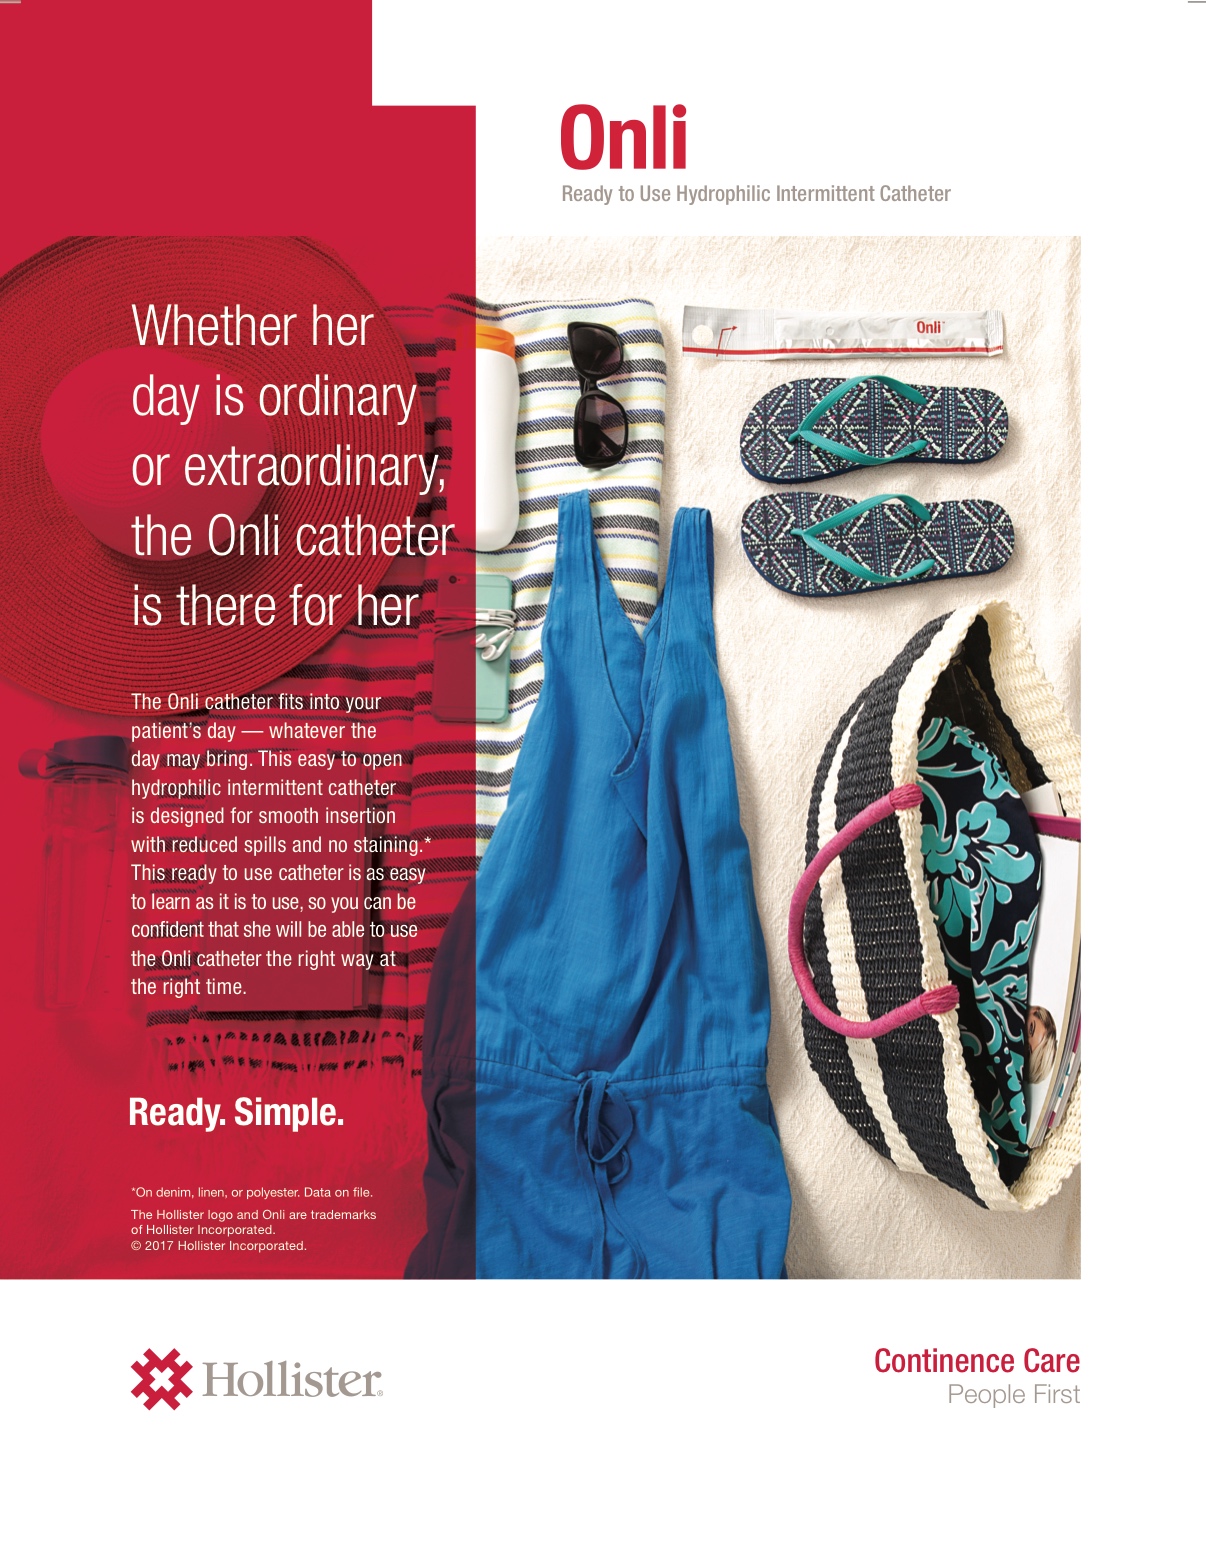 Onli
Ready to Use Hydrophilic Intermittent Catheter
Whether her
day is ordinary
or extraordinary,
the Onli catheter
is there for her
Onli™
The Onli catheter fits into your
patient’s day — whatever the
day may bring. This easy to open
hydrophilic intermittent catheter
is designed for smooth insertion
with reduced spills and no staining.*
This ready to use catheter is as easy
to learn as it is to use, so you can be
confident that she will be able to use
the Onli catheter the right way at
the right time.
Ready. Simple.
*On denim, linen, or polyester. Data on file.
The Hollister logo and Onli are trademarks
of Hollister Incorporated.
© 2017 Hollister Incorporated.
Hollister®
Continence Care
People First